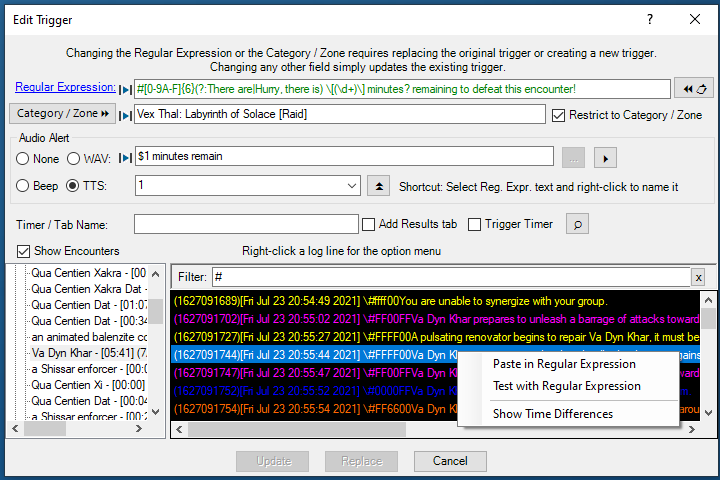 Edit Trigger
?
Changing the Regular Expression or the Category / Zone requires replacing the original trigger or creating a new trigger.
Changing any other field simply updates the existing trigger.
Regular Expression: #[0-9A-F]{6}(?:There are|Hurry, there is) \[(\d+)\] minutes? remaining to defeat this encounter!
Category / Zone Vex Thal: Labyrinth of Solace [Raid] Restrict to Category / Zone
Audio Alert
None WAV: $1 minutes remain ...
Beep TTS: 1 Shortcut: Select Reg. Expr. text and right-click to name it
Timer / Tab Name: Add Results tab Trigger Timer
Show Encounters Right-click a log line for the option menu
Filter: # x
Qua Centien Xakra - [00
Qua Centien Xakra Dat -
Qua Centien Dat - [01:0
Qua Centien Dat - [00:34
an animated balenzite co
Va Dyn Khar - [05:41] (7.
a Shissar enforcer - [00:0
Qua Centien Xi - [00:00]
Qua Centien Dat - [00:04
a Shissar enforcer - [00:2
(1627091689)[Fri Jul 23 20:54:49 2021] \#ffff00You are unable to synergize with your group.
(1627091702)[Fri Jul 23 20:55:02 2021] \#FF00FFVa Dyn Khar prepares to unleash a barrage of attacks toward
(1627091727)[Fri Jul 23 20:55:27 2021] \#FFFF00A pulsating renovator begins to repair Va Dyn Khar, it must be
(1627091744)[Fri Jul 23 20:55:44 2021] \#FFFF00Va Dyn Kh
(1627091747)[Fri Jul 23 20:55:47 2021] \#FF00FFVa Dyn Kh
(1627091752)[Fri Jul 23 20:55:52 2021] \#0000FFVa Dyn Kh
(1627091754)[Fri Jul 23 20:55:54 2021] \#FF6600Va Dyn Kha
Paste in Regular Expression
Test with Regular Expression
Show Time Differences
Update Replace Cancel